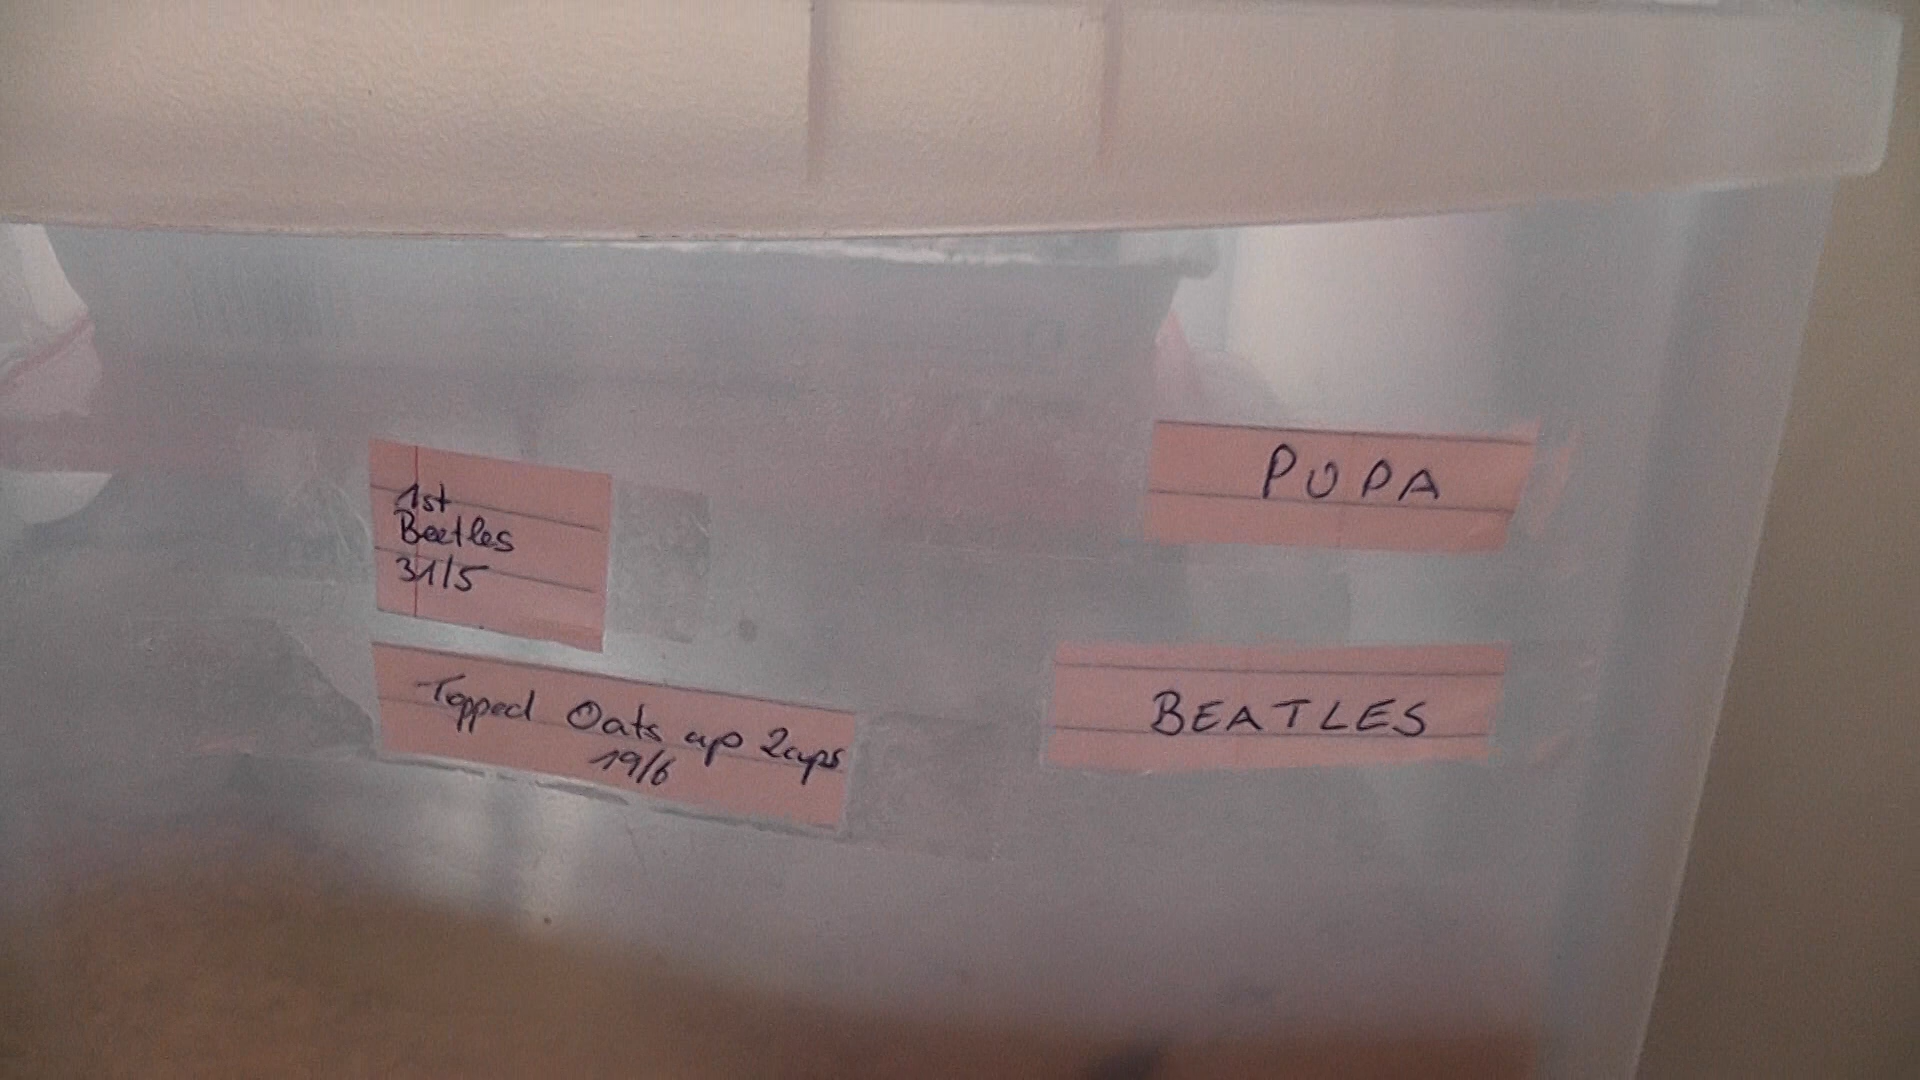 1st
Beetles
31/5
PUPA
Topped Oats up 2cups
19/6
BEATLES